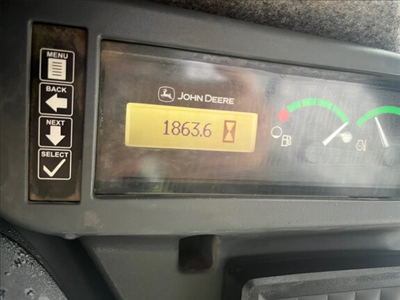 MENU
BACK
NEXT
SELECT
JOHN DEERE
1863.6